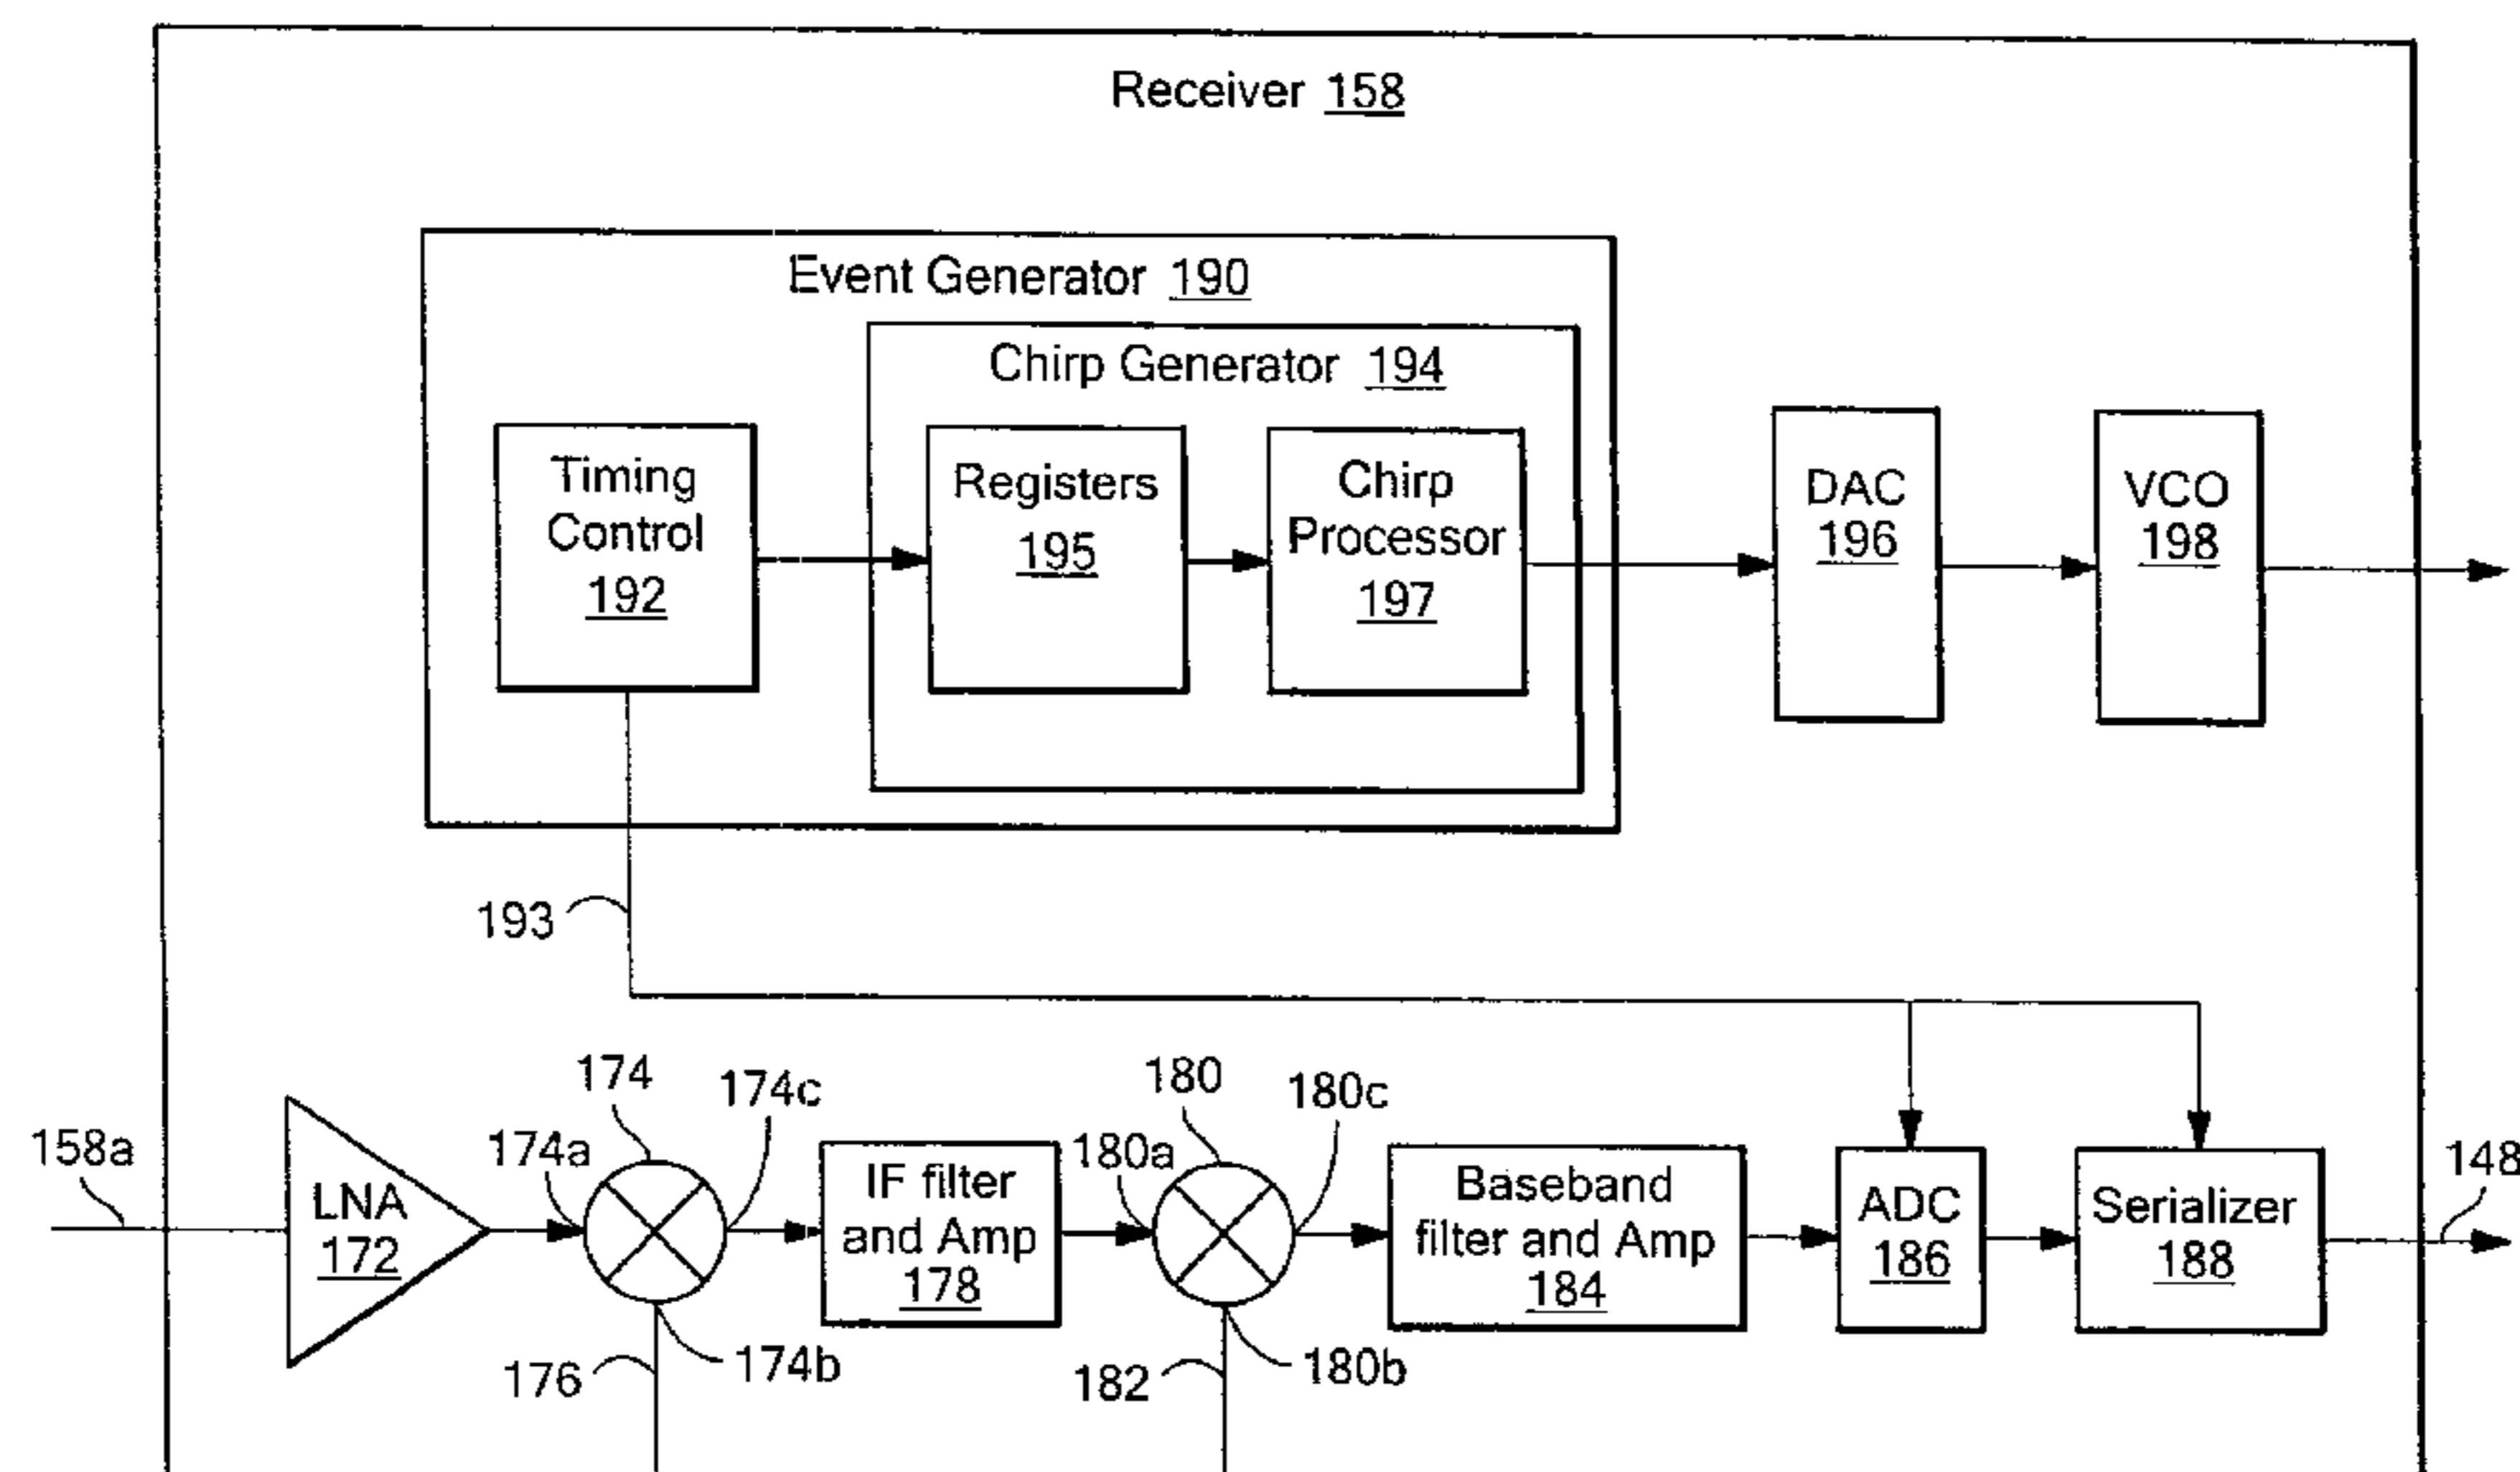 Receiver 158
Event Generator 190
Chirp Generator 194
Timing
Control
192
Registers
195
Chirp
Processor
197
DAC
196
VCO
198
193
158a
LNA
172
174a
174
174c
174b
176
IF filter
and Amp
178
180a
180
180c
180b
182
Baseband
filter and Amp
184
ADC
186
Serializer
188
148